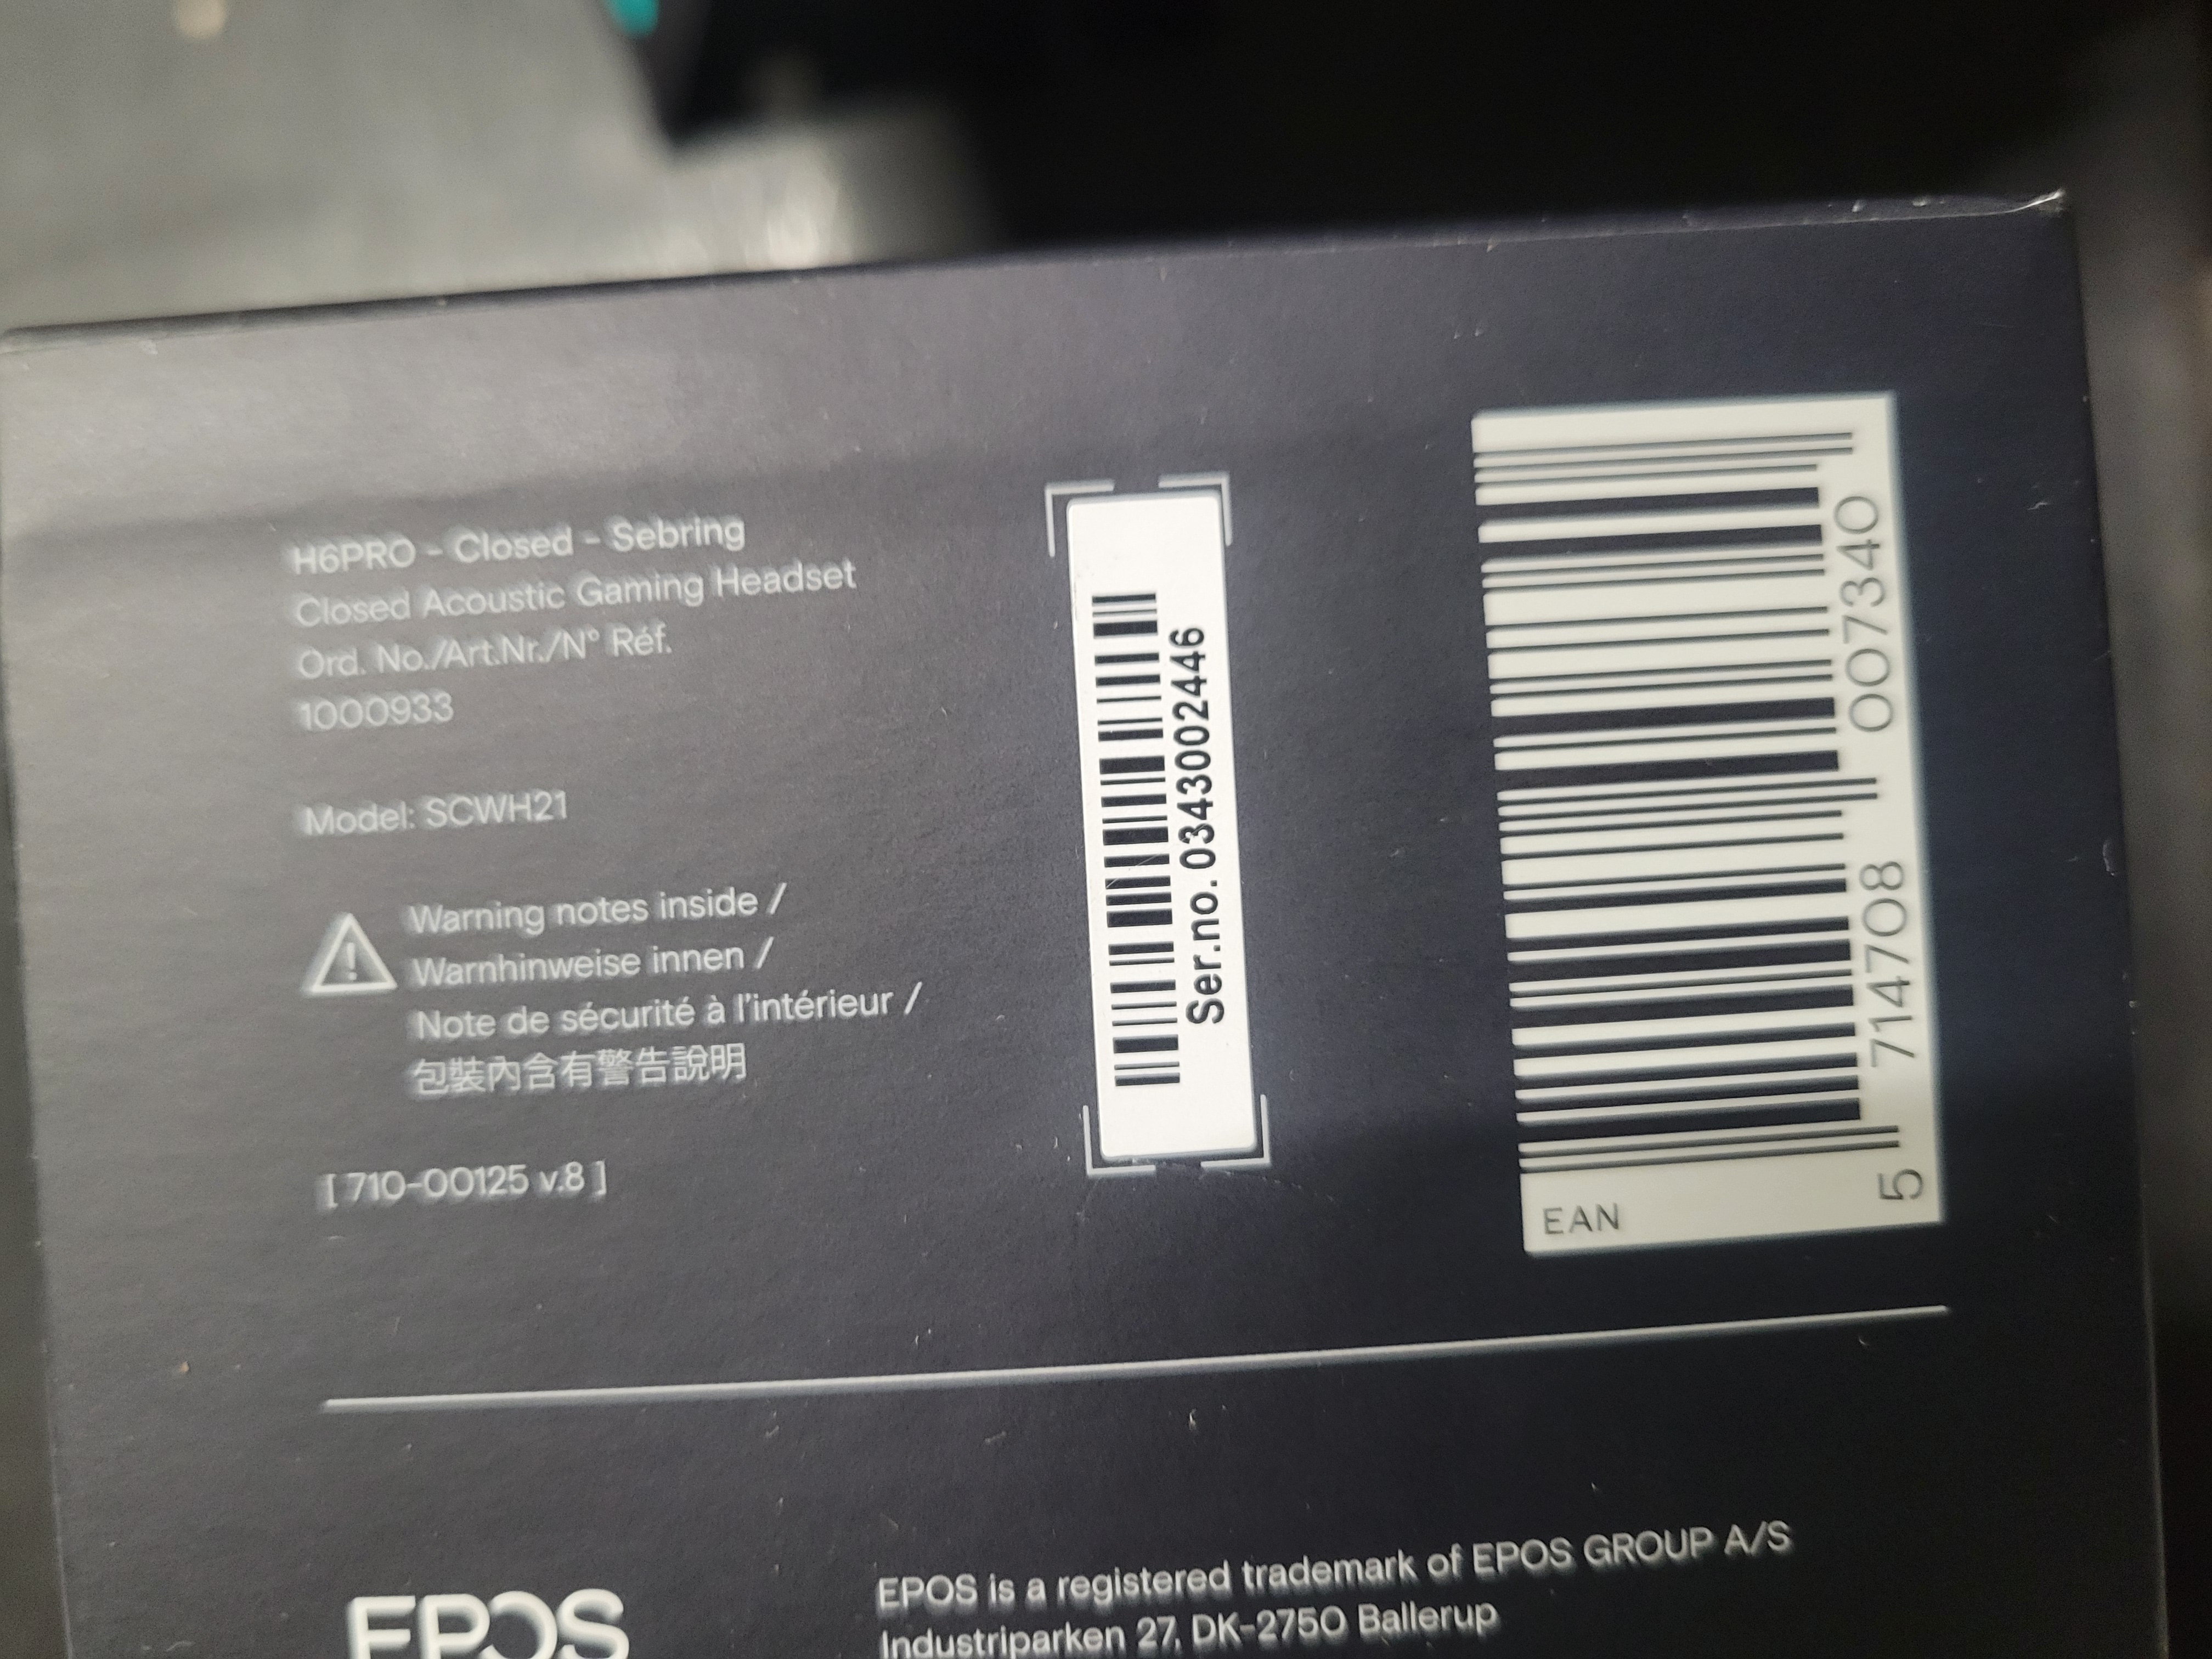 H6PRO - Closed - Sebring
Closed Acoustic Gaming Headset
Ord. No./Art.Nr./N° Réf.
1000933
Model: SCWH21
Warning notes inside /
Warnhinweise innen /
Note de sécurité à l'intérieur /
包裝內含有警告說明
[ 710-00125 v.8 ]
Ser.no. 0343002446
EAN
5 714708 007340
EPOS
EPOS is a registered trademark of EPOS GROUP A/S
Industriparken 27, DK-2750 Ballerup